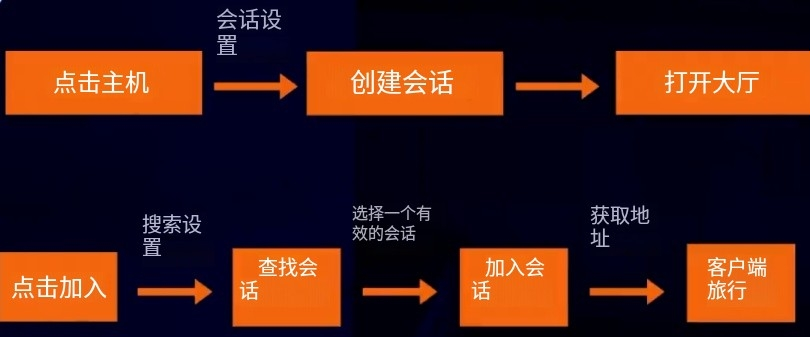 会话设
置
点击主机
创建会话
打开大厅
搜索设
置
选择一个有
效的会话
获取地
址
点击加入
查找会
话
加入会
话
客户端
旅行